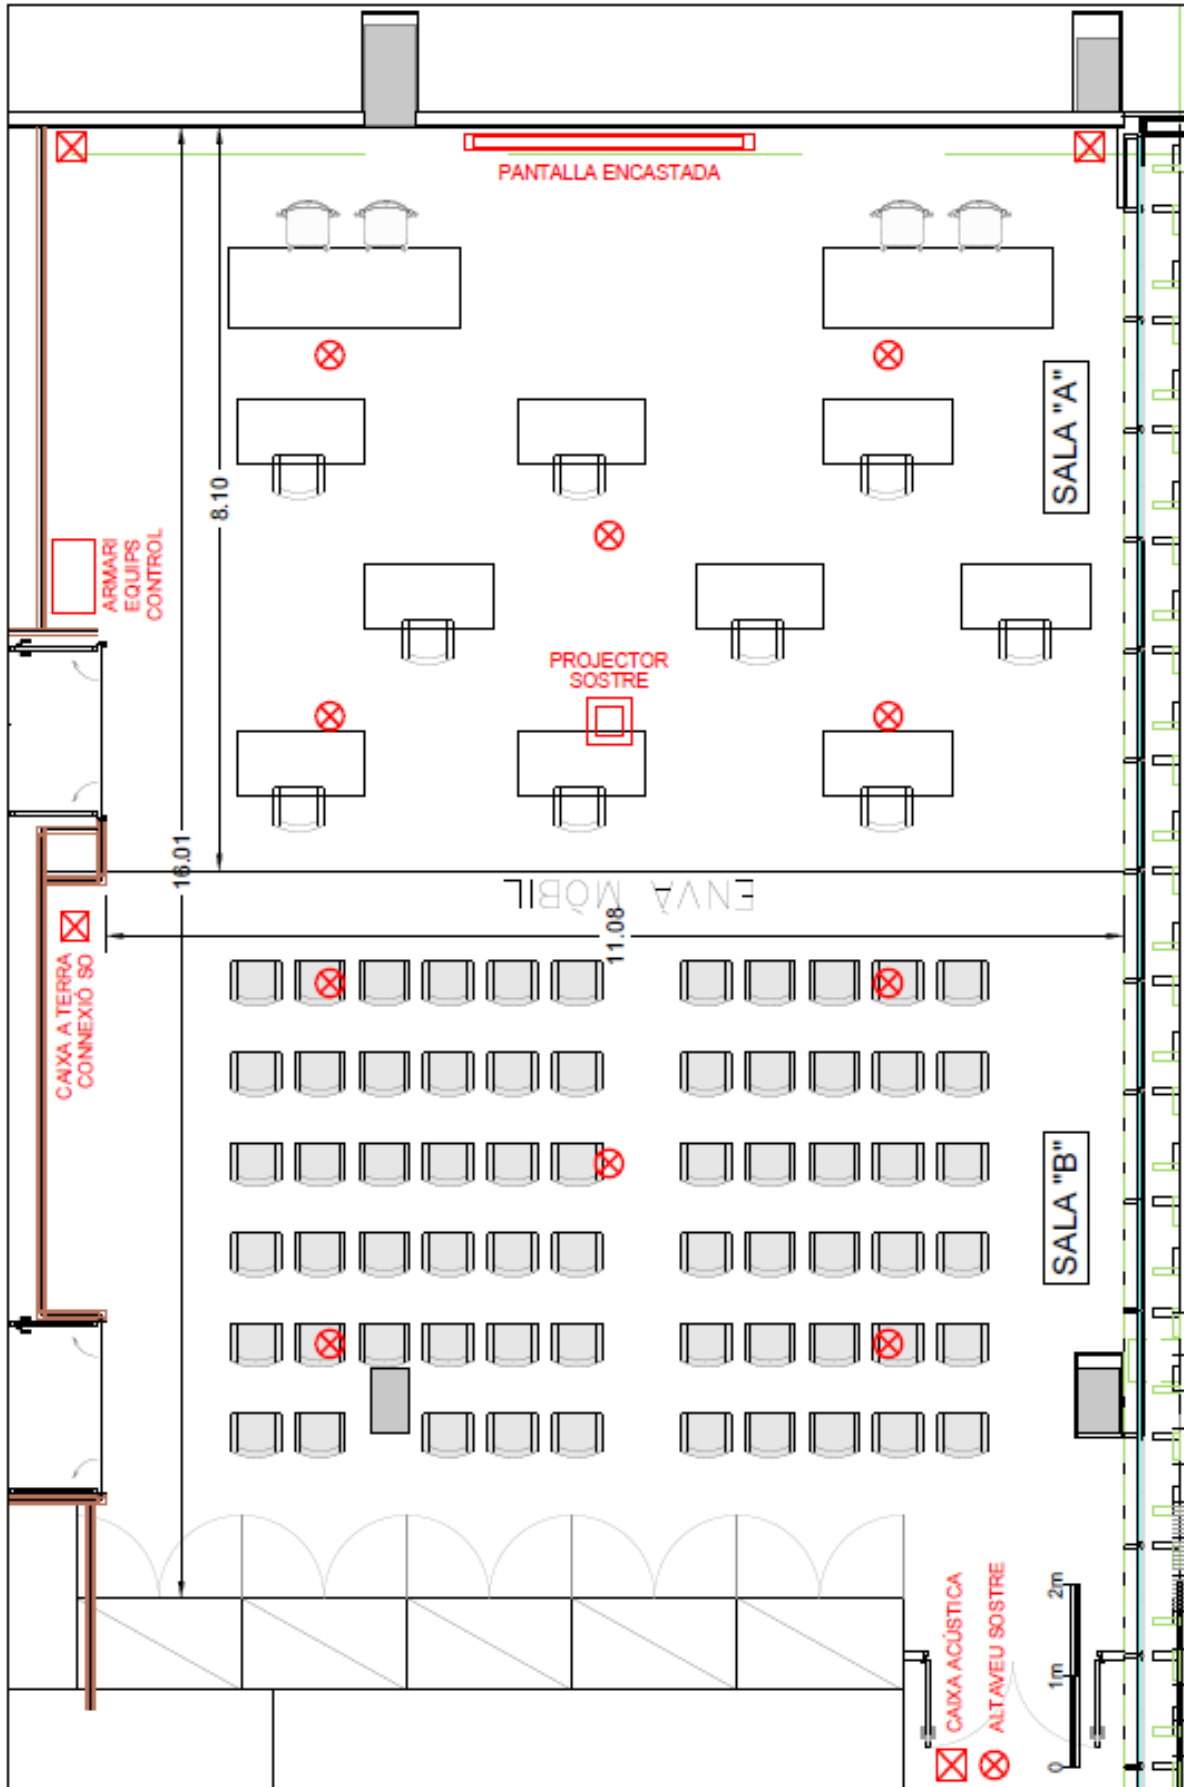 PANTALLA ENCASTADA
SALA "A"
8.10
ARMARI
EQUIPS
CONTROL
PROJECTOR
SOSTRE
16.01
ENVÀ MÒBIL
11.08
CAIXA A TERRA
CONNEXIÓ SO
SALA "B"
CAIXA ACÚSTICA
ALTAVEU SOSTRE
0 1m 2m